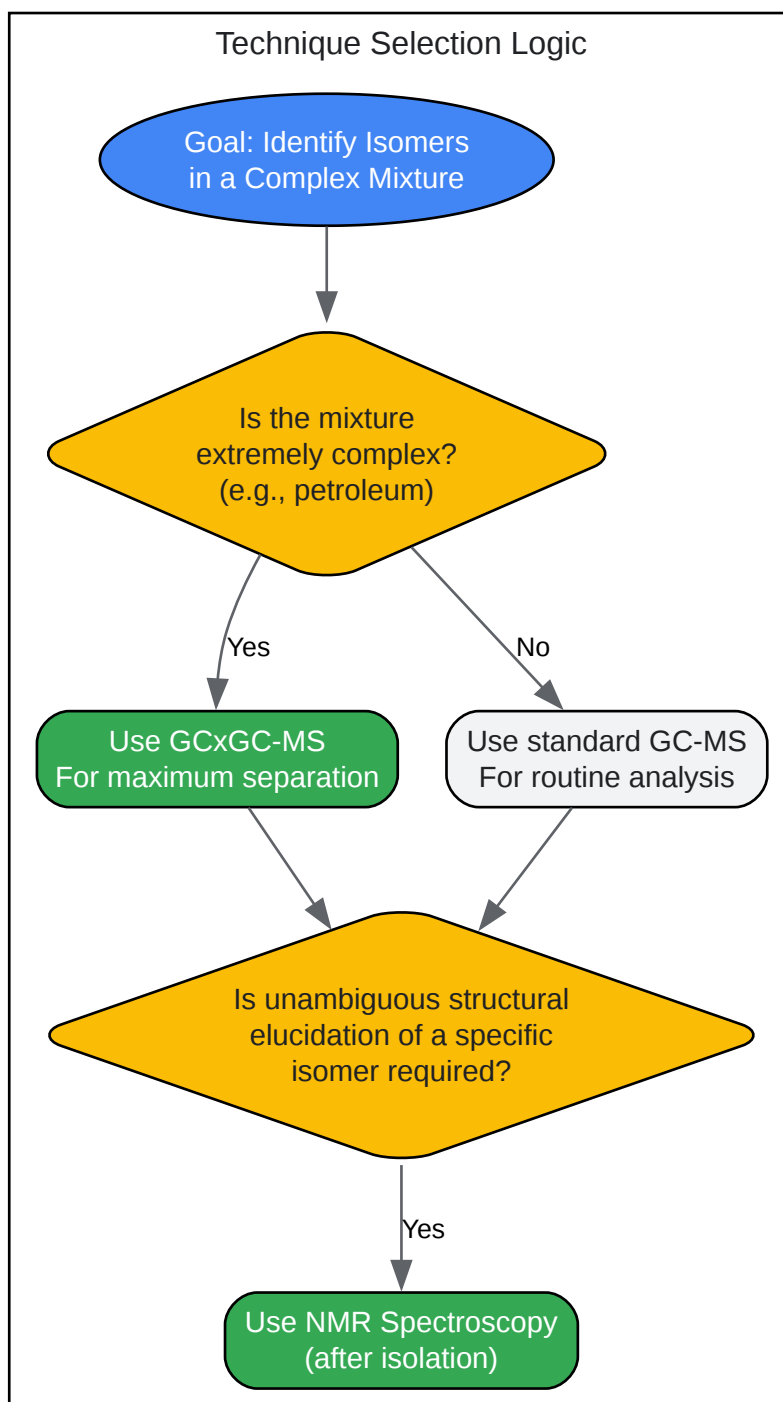 Technique Selection Logic
Goal: Identify Isomers
in a Complex Mixture
Is the mixture
extremely complex?
(e.g., petroleum)
Yes
No
Use GCxGC-MS
For maximum separation
Use standard GC-MS
For routine analysis
Is unambiguous structural
elucidation of a specific
isomer required?
Yes
Use NMR Spectroscopy
(after isolation)